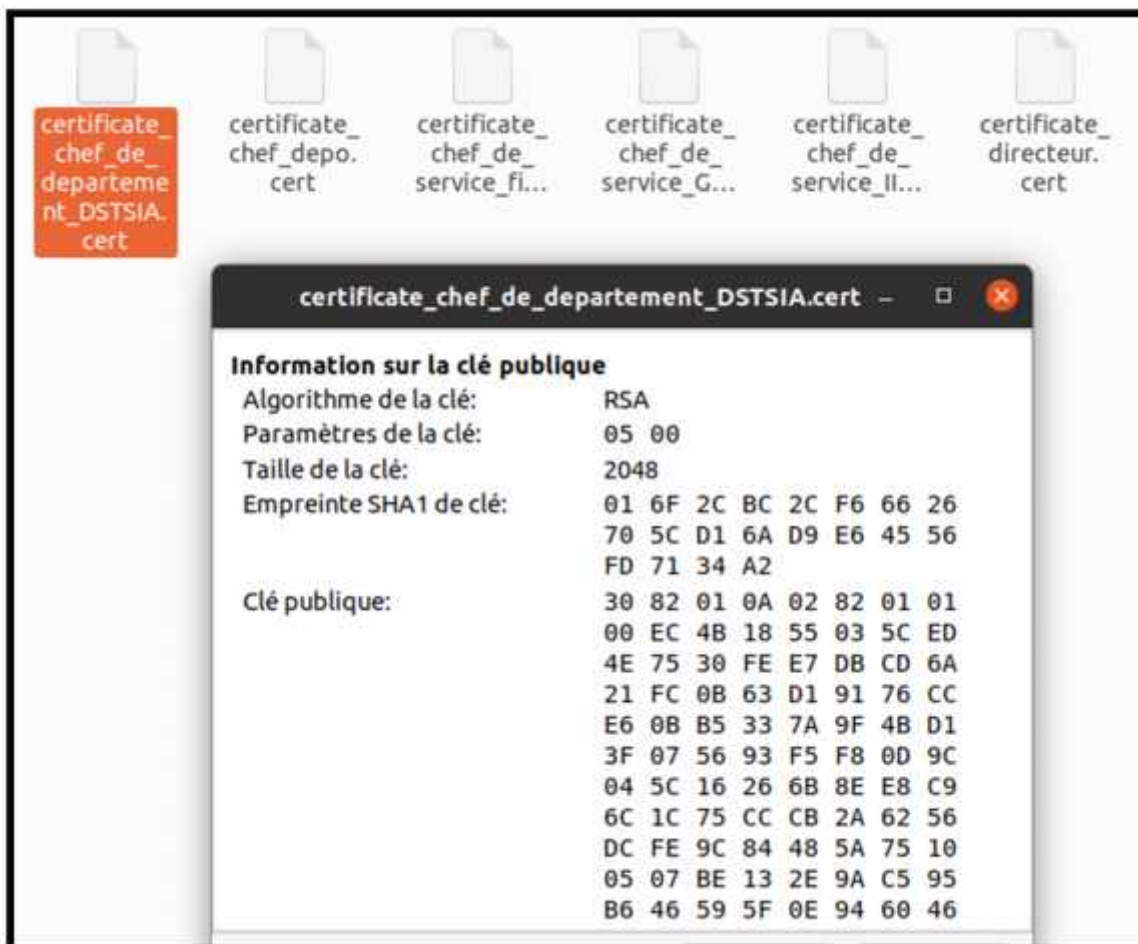 certificate_
chef_de_
departeme
nt_DSTSIA.
cert
certificate_
chef_depo.
cert
certificate_
chef_de_
service_fi...
certificate_
chef_de_
service_G...
certificate_
chef_de_
service_II...
certificate_
directeur.
cert
certificate_chef_de_departement_DSTSIA.cert
Information sur la clé publique
Algorithme de la clé: RSA
Paramètres de la clé: 05 00
Taille de la clé: 2048
Empreinte SHA1 de clé: 01 6F 2C BC 2C F6 66 26
70 5C D1 6A D9 E6 45 56
FD 71 34 A2
Clé publique: 30 82 01 0A 02 82 01 01
00 EC 4B 18 55 03 5C ED
4E 75 30 FE E7 DB CD 6A
21 FC 0B 63 D1 91 76 CC
E6 0B B5 33 7A 9F 4B D1
3F 07 56 93 F5 F8 0D 9C
04 5C 16 26 6B 8E E8 C9
6C 1C 75 CC CB 2A 62 56
DC FE 9C 84 48 5A 75 10
05 07 BE 13 2E 9A C5 95
B6 46 59 5F 0E 94 60 46